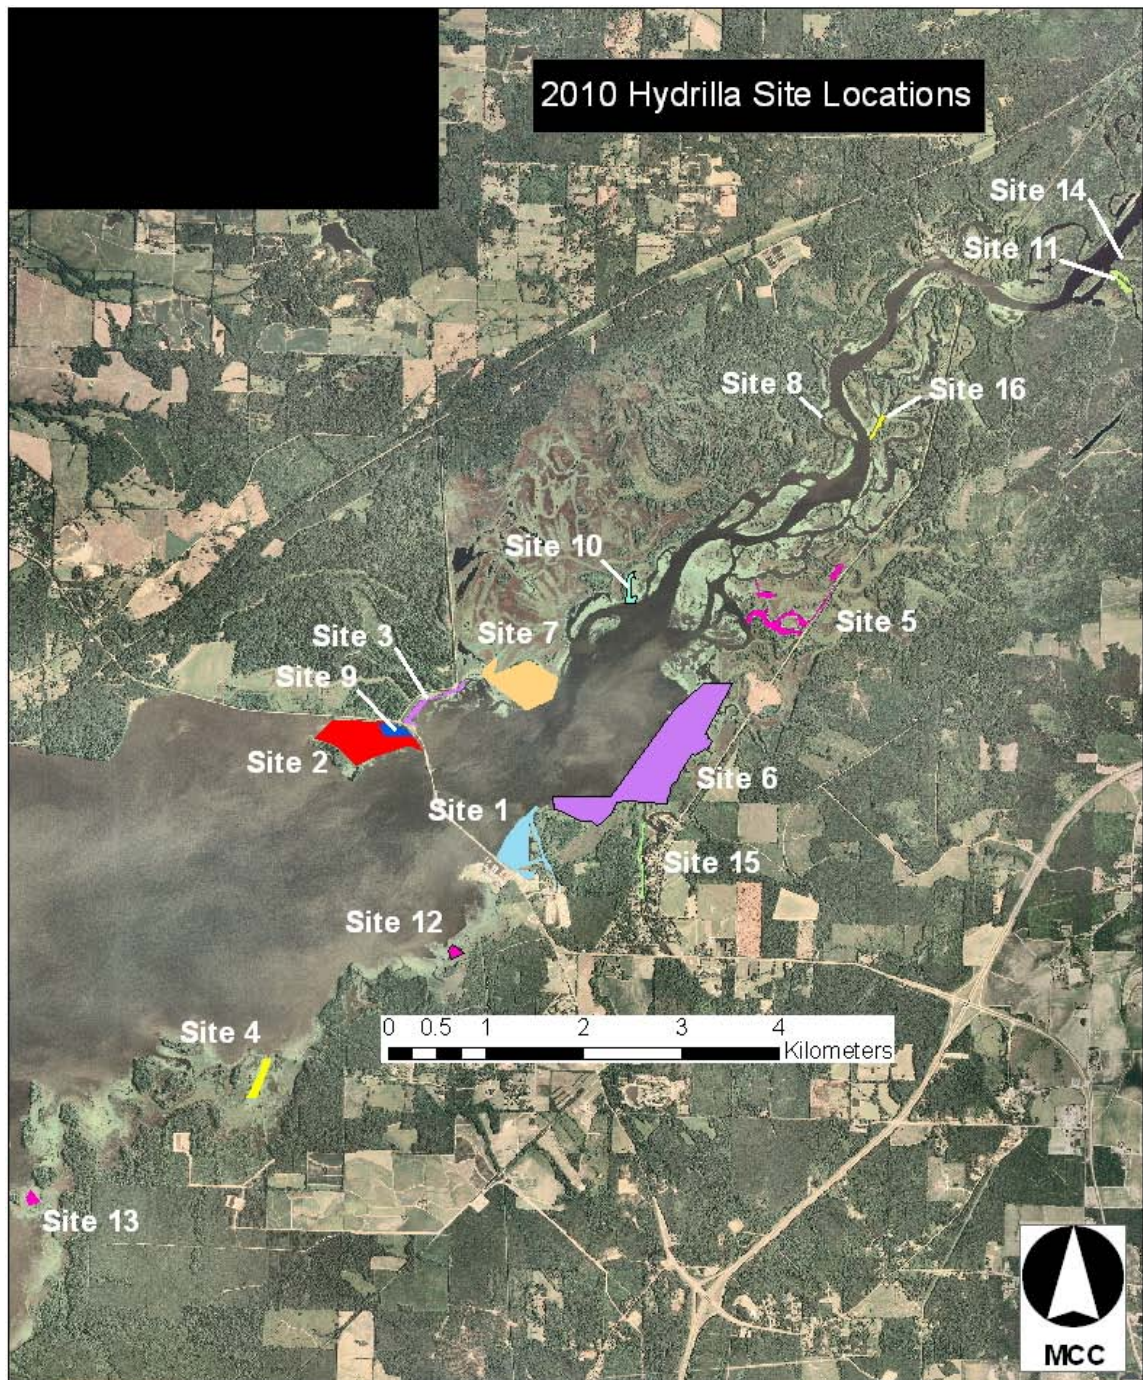 2010 Hydrilla Site Locations
Site 14
Site 11
Site 8
Site 16
Site 10
Site 5
Site 7
Site 3
Site 9
Site 2
Site 6
Site 1
Site 15
Site 12
0 0.5 1 2 3 4
Kilometers
Site 4
Site 13
MCC